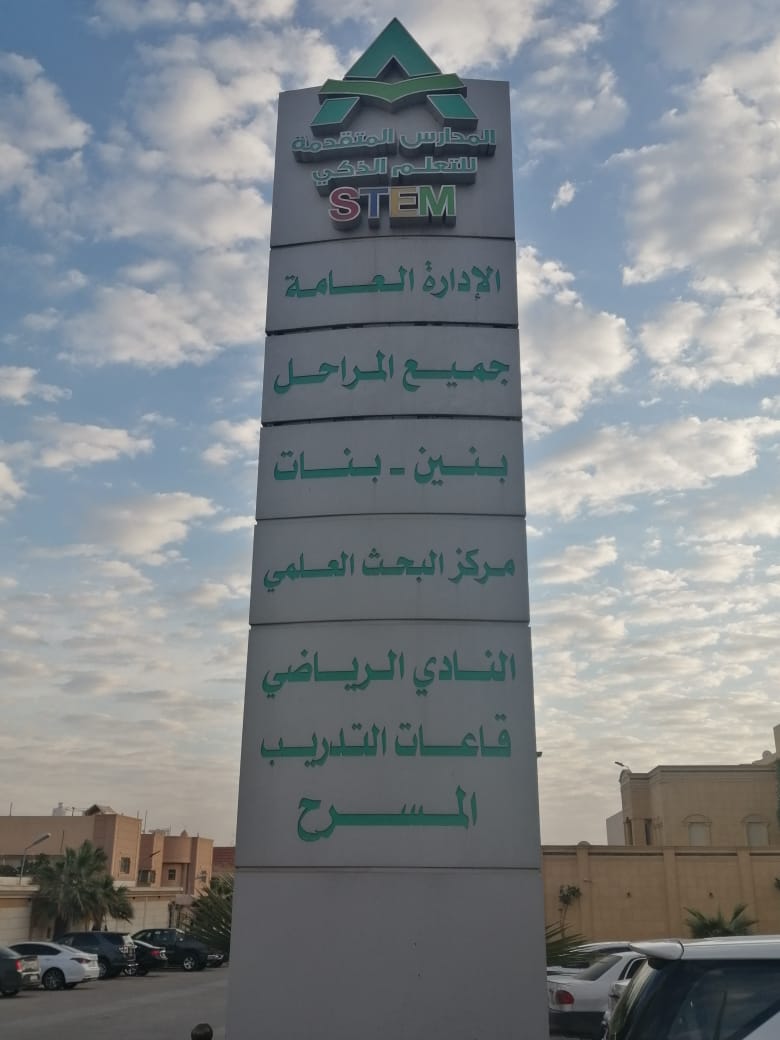 المدارس المتقدمة
للتعلم الذكي
STEM
الإدارة العامة
جميع المراحل
بنين - بنات
مركز البحث العلمي
النادي الرياضي
قاعات التدريب
المسرح